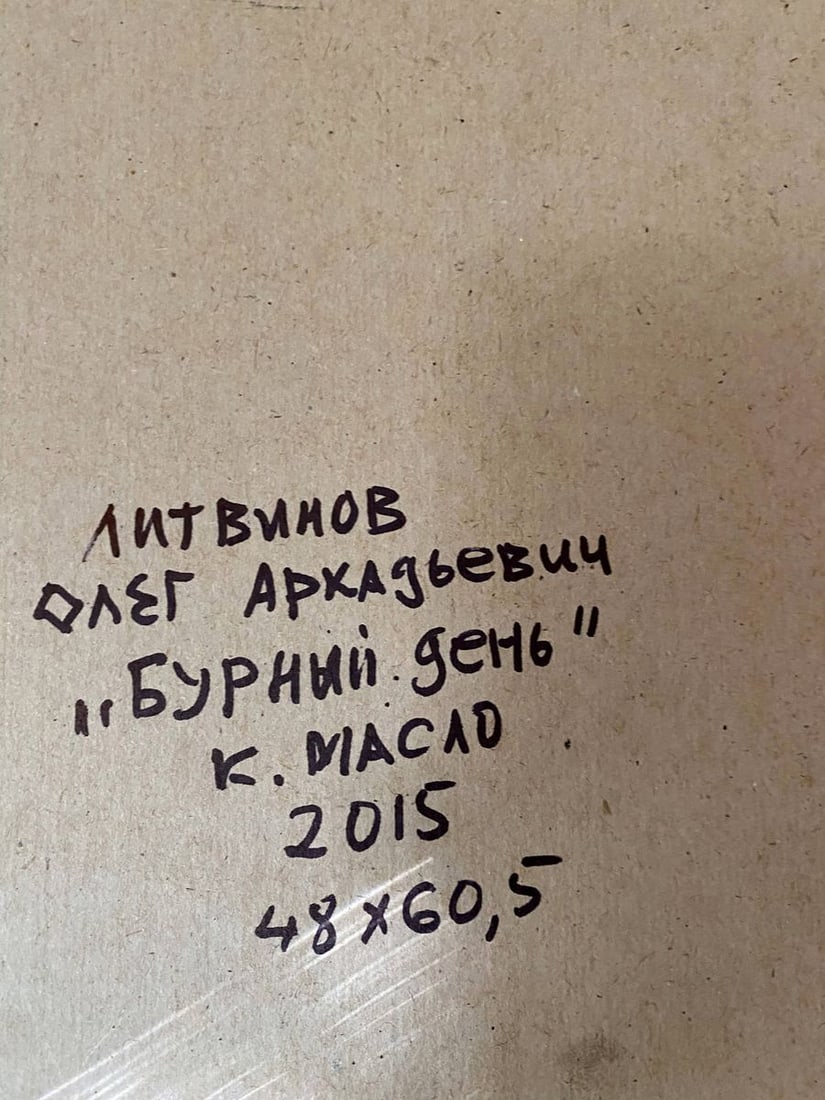 ЛИТВИНОВ
ОЛЕГ АРКАДЬЕВИЧ
„БУРНЫЙ ДЕНЬ"
К. МАСЛО
2015
48х60,5